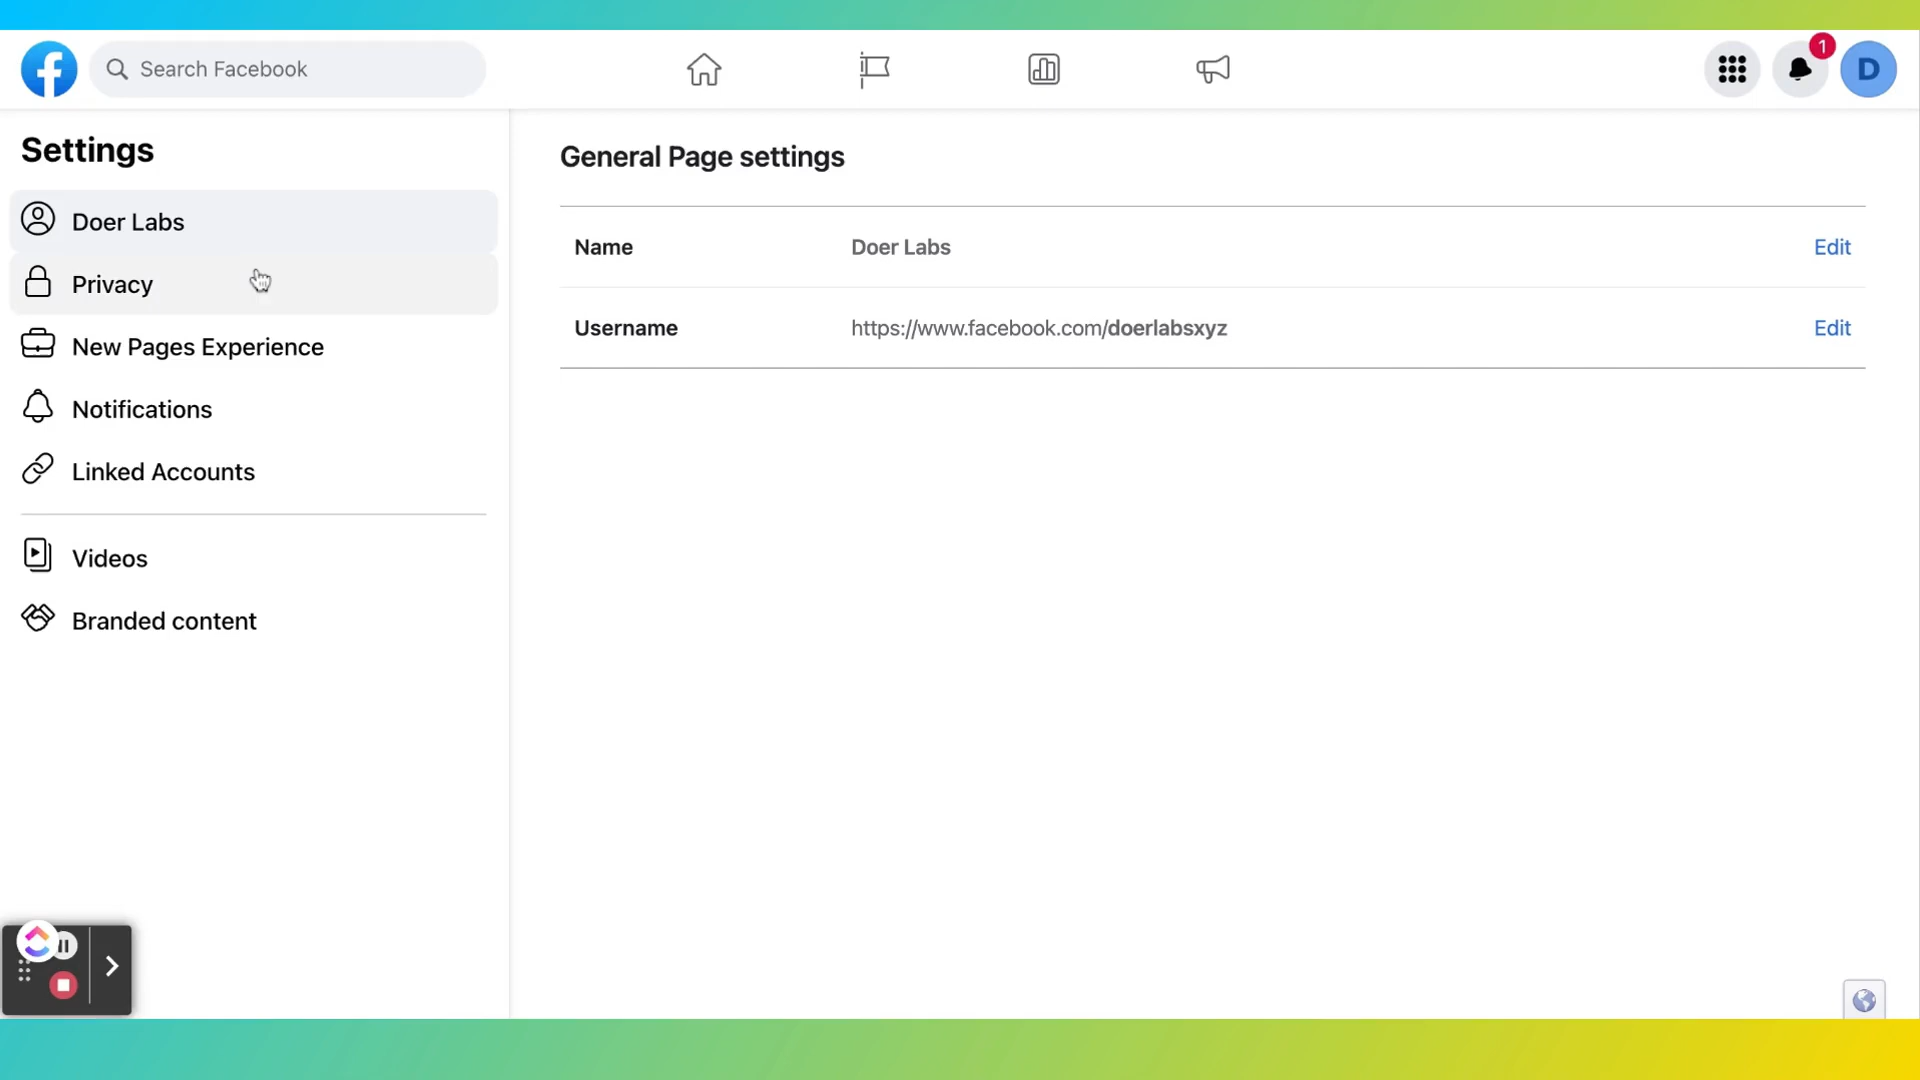 Search Facebook
1
D
Settings
Doer Labs
Privacy
New Pages Experience
Notifications
Linked Accounts
Videos
Branded content
General Page settings
Name Doer Labs Edit
Username https://www.facebook.com/doerlabsxyz Edit